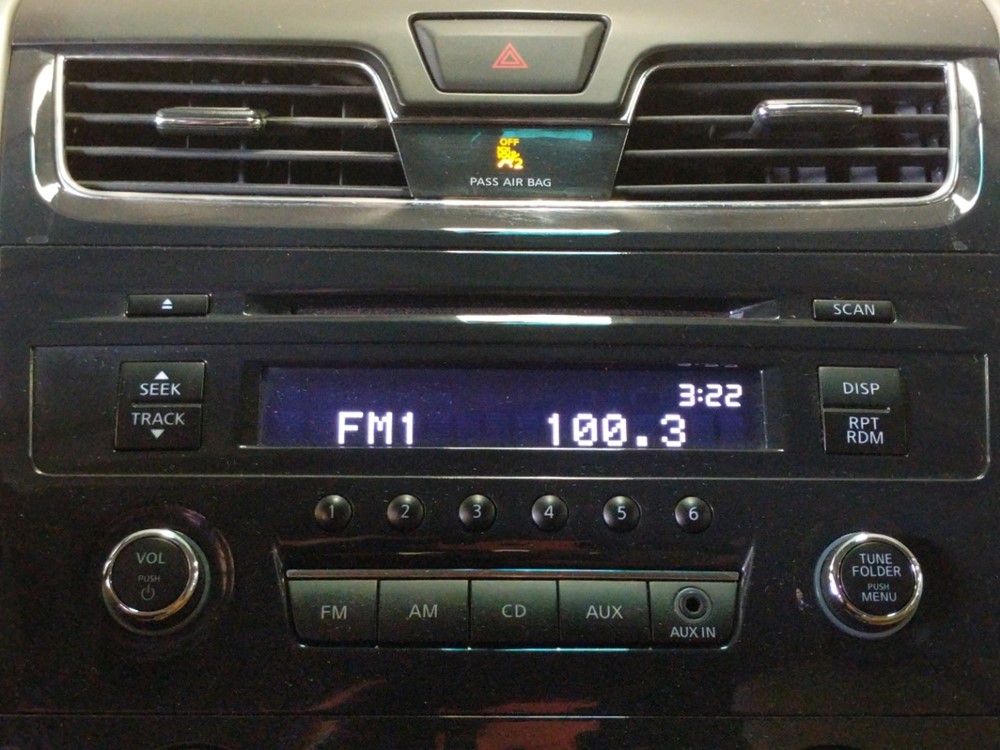 OFF
2
PASS AIR BAG
SCAN
SEEK
TRACK
3:22
FM1 100.3
DISP
RPT
RDM
1 2 3 4 5 6
VOL
PUSH
TUNE
FOLDER
PUSH
MENU
FM AM CD AUX
AUX IN